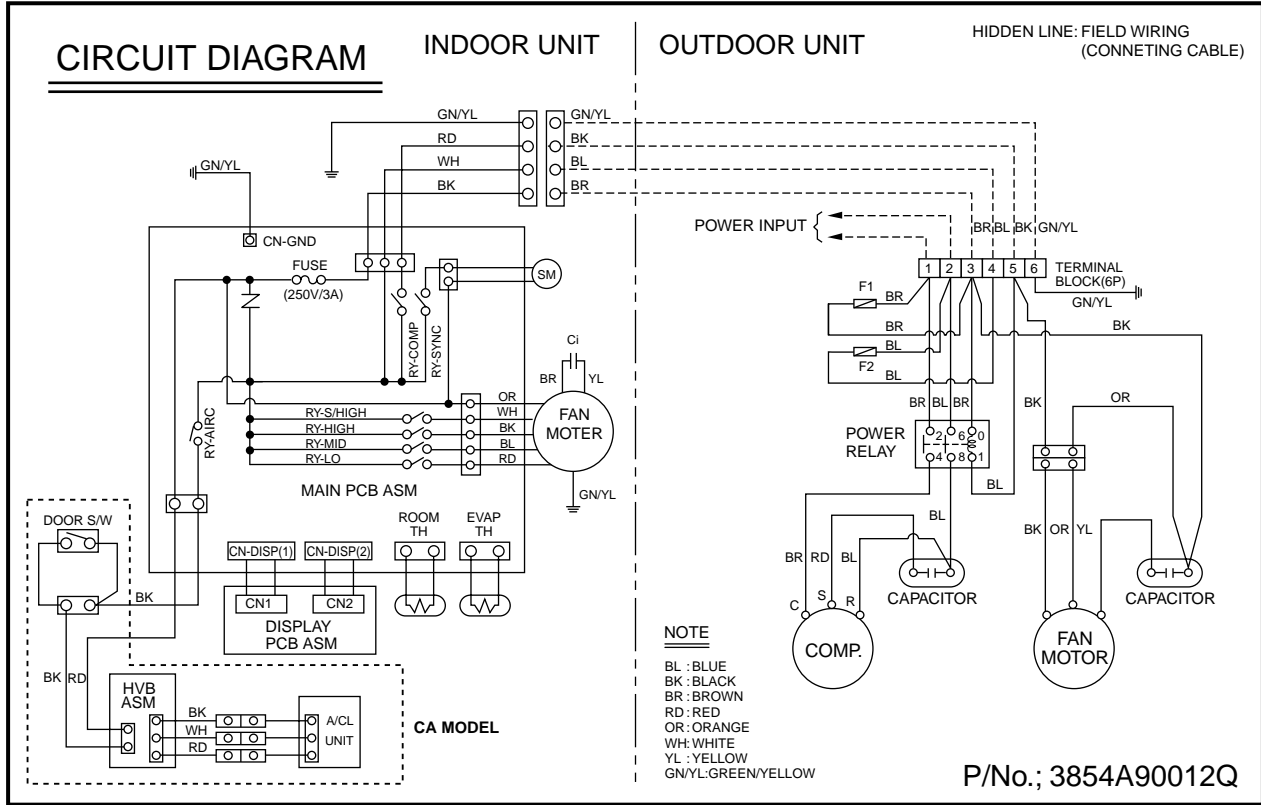 CIRCUIT DIAGRAM
INDOOR UNIT
OUTDOOR UNIT
HIDDEN LINE: FIELD WIRING
(CONNETING CABLE)
GN/YL
RD
WH
BK
GN/YL
BK
BL
BR
GN/YL
CN-GND
FUSE
(250V/3A)
SM
RY-COMP
RY-SYNC
RY-AIRC
Ci
BR
YL
OR
WH
BK
BL
RD
RY-S/HIGH
RY-HIGH
RY-MID
RY-LO
FAN
MOTER
GN/YL
MAIN PCB ASM
DOOR S/W
BK
CN-DISP(1)
CN-DISP(2)
ROOM
TH
EVAP
TH
CN1
CN2
DISPLAY
PCB ASM
BK
RD
HVB
ASM
BK
WH
RD
A/CL
UNIT
CA MODEL
POWER INPUT
BR
BL
BK
GN/YL
1 2 3 4 5 6
TERMINAL
BLOCK(6P)
GN/YL
F1
BR
BR
BL
F2
BL
BK
BR
BL
BR
BK
OR
POWER
RELAY
2 6 0
4 8 1
BL
BL
BR
RD
BL
BK
OR
YL
C
S
R
CAPACITOR
CAPACITOR
COMP.
FAN
MOTOR
NOTE
BL : BLUE
BK : BLACK
BR : BROWN
RD : RED
OR : ORANGE
WH: WHITE
YL : YELLOW
GN/YL:GREEN/YELLOW
P/No.; 3854A90012Q